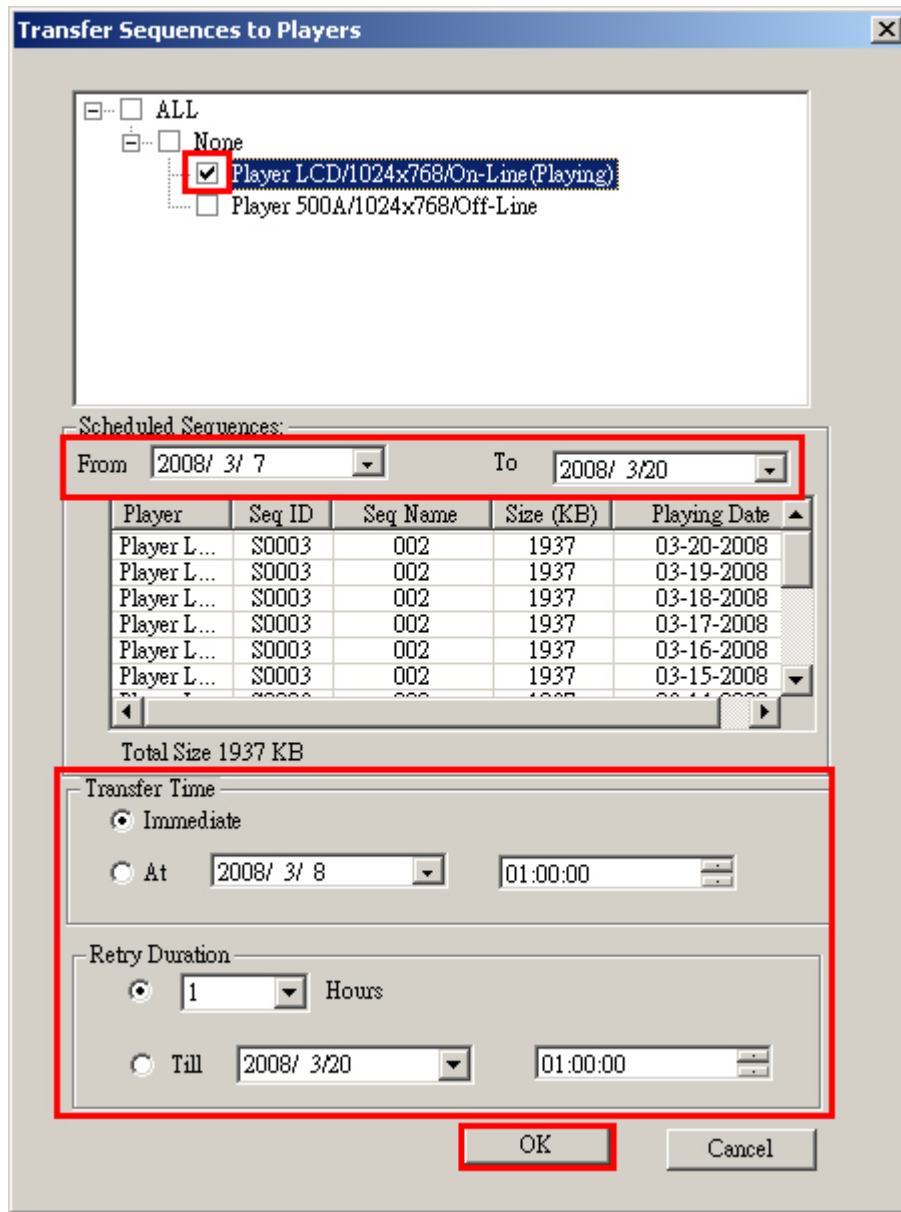 Transfer Sequences to Players
ALL
None
Player LCD/1024x768/On-Line(Playing)
Player 500A/1024x768/Off-Line
Scheduled Sequences:
From 2008/ 3/ 7 To 2008/ 3/20
Player Seq ID Seq Name Size (KB) Playing Date
Player L... S0003 002 1937 03-20-2008
Player L... S0003 002 1937 03-19-2008
Player L... S0003 002 1937 03-18-2008
Player L... S0003 002 1937 03-17-2008
Player L... S0003 002 1937 03-16-2008
Player L... S0003 002 1937 03-15-2008
Total Size 1937 KB
Transfer Time
Immediate
At 2008/ 3/ 8 01:00:00
Retry Duration
1 Hours
Till 2008/ 3/20 01:00:00
OK Cancel